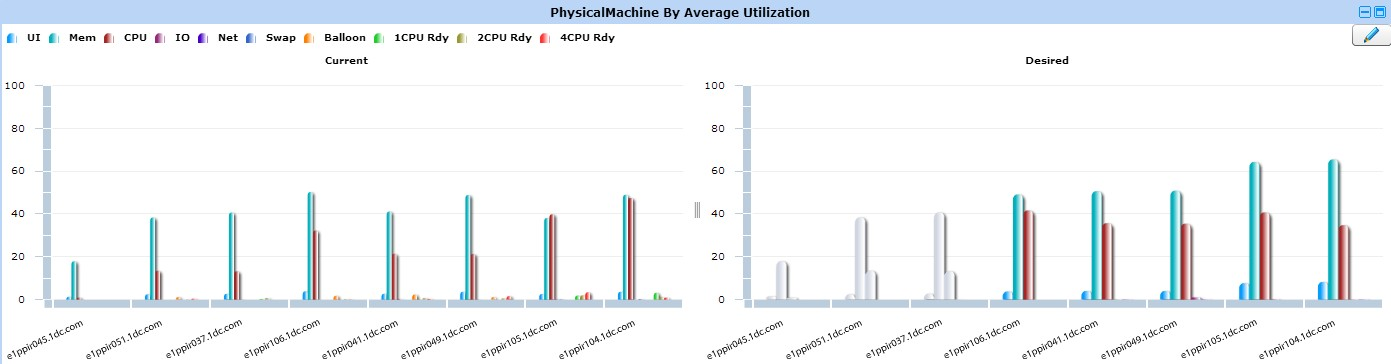 PhysicalMachine By Average Utilization
UI Mem CPU IO Net Swap Balloon 1CPU Rdy 2CPU Rdy 4CPU Rdy
Current
100
80
60
40
20
0
e1ppir045.1dc.com
e1ppir051.1dc.com
e1ppir037.1dc.com
e1ppir106.1dc.com
e1ppir041.1dc.com
e1ppir049.1dc.com
e1ppir105.1dc.com
e1ppir104.1dc.com
Desired
100
80
60
40
20
0
e1ppir045.1dc.com
e1ppir051.1dc.com
e1ppir037.1dc.com
e1ppir106.1dc.com
e1ppir041.1dc.com
e1ppir049.1dc.com
e1ppir105.1dc.com
e1ppir104.1dc.com